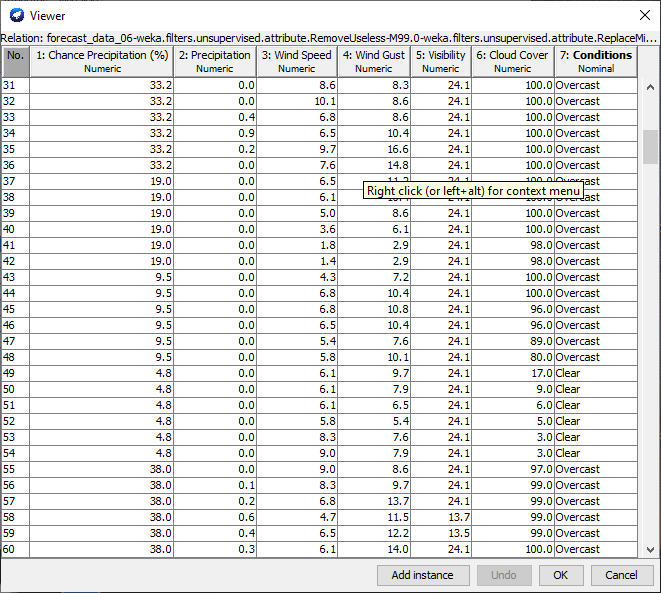 Viewer
Relation: forecast_data_06-weka.filters.unsupervised.attribute.RemoveUseless-M99.0-weka.filters.unsupervised.attribute.ReplaceMi...
No. 1: Chance Precipitation (%) 2: Precipitation 3: Wind Speed 4: Wind Gust 5: Visibility 6: Cloud Cover 7: Conditions
Numeric Numeric Numeric Numeric Numeric Numeric Nominal
31 33.2 0.0 8.6 8.3 24.1 100.0 Overcast
32 33.2 0.0 10.1 8.6 24.1 100.0 Overcast
33 33.2 0.4 6.8 8.6 24.1 100.0 Overcast
34 33.2 0.9 6.5 10.4 24.1 100.0 Overcast
35 33.2 0.2 9.7 16.6 24.1 100.0 Overcast
36 33.2 0.0 7.6 14.8 24.1 100.0 Overcast
37 19.0 0.0 6.5 24.1 100.0 Overcast
Right click (or left+alt) for context menu
38 19.0 0.0 6.1 Overcast
39 19.0 0.0 5.0 8.6 24.1 100.0 Overcast
40 19.0 0.0 3.6 6.1 24.1 100.0 Overcast
41 19.0 0.0 1.8 2.9 24.1 98.0 Overcast
42 19.0 0.0 1.4 2.9 24.1 98.0 Overcast
43 9.5 0.0 4.3 7.2 24.1 100.0 Overcast
44 9.5 0.0 6.8 10.4 24.1 100.0 Overcast
45 9.5 0.0 6.8 10.8 24.1 96.0 Overcast
46 9.5 0.0 6.5 10.4 24.1 96.0 Overcast
47 9.5 0.0 5.4 7.6 24.1 89.0 Overcast
48 9.5 0.0 5.8 10.1 24.1 80.0 Overcast
49 4.8 0.0 6.1 9.7 24.1 17.0 Clear
50 4.8 0.0 6.1 7.9 24.1 9.0 Clear
51 4.8 0.0 6.1 6.5 24.1 6.0 Clear
52 4.8 0.0 5.8 5.4 24.1 5.0 Clear
53 4.8 0.0 8.3 7.6 24.1 3.0 Clear
54 4.8 0.0 9.0 7.9 24.1 3.0 Clear
55 38.0 0.0 9.0 8.6 24.1 97.0 Overcast
56 38.0 0.1 8.3 9.7 24.1 99.0 Overcast
57 38.0 0.2 6.8 13.7 24.1 99.0 Overcast
58 38.0 0.6 4.7 11.5 13.7 99.0 Overcast
59 38.0 0.4 6.5 12.2 13.5 99.0 Overcast
60 38.0 0.3 6.1 14.0 24.1 100.0 Overcast
Add instance Undo OK Cancel